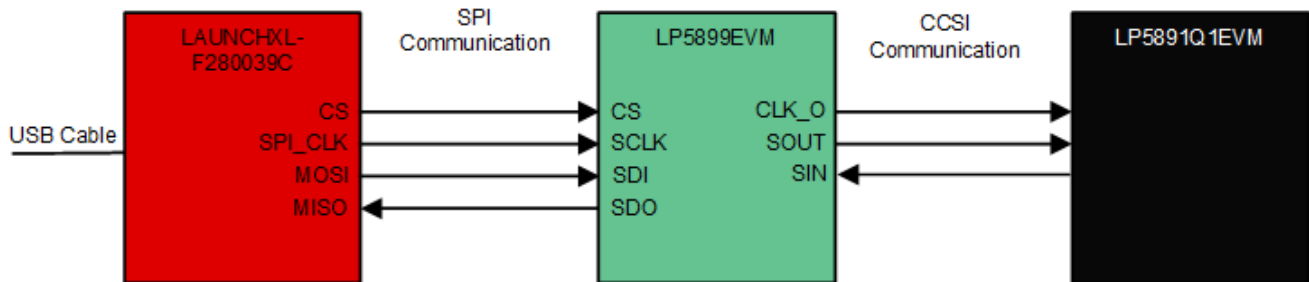 SPI
Communication
CCSI
Communication
LAUNCHXL-
F280039C
LP5899EVM
LP5891Q1EVM
USB Cable
CS
SPI_CLK
MOSI
MISO
CS
SCLK
SDI
SDO
CLK_O
SOUT
SIN